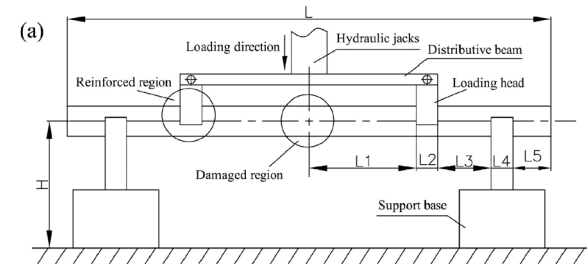 (a)
L
Hydraulic jacks
Loading direction
Distributive beam
Reinforced region
Loading head
L1
L2
L3
L4
L5
Damaged region
H
Support base